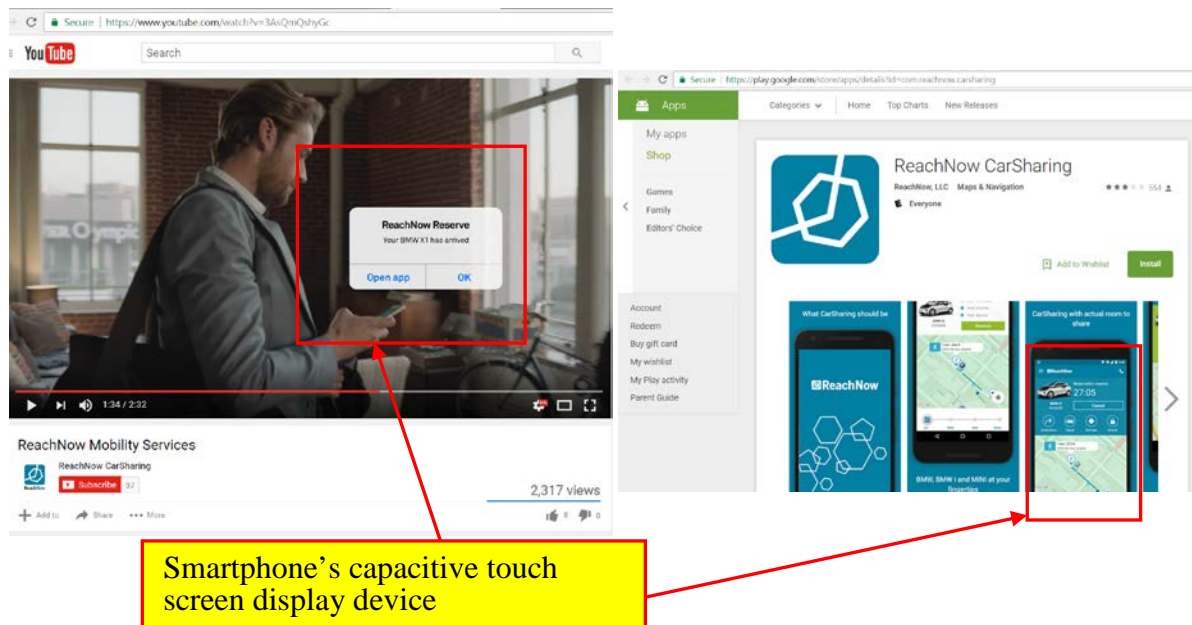 Secure | https://www.youtube.com/watch?v=3AsQmQshyGc
YouTube
Search
ReachNow Reserve
Your BMW X1 has arrived
Open app
OK
1:34 / 2:32
ReachNow Mobility Services
ReachNow CarSharing
Subscribe 37
2,317 views
Add to Share More
Secure | https://play.google.com/store/apps/details?id=com.reachnow.carsharing
Apps
Categories Home Top Charts New Releases
My apps
Shop
Games
Family
Editors' Choice
Account
Redeem
Buy gift card
My wishlist
My Play activity
Parent Guide
ReachNow CarSharing
ReachNow, LLC Maps & Navigation
554
Everyone
Add to Wishlist
Install
What CarSharing should be
ReachNow
BMW, BMW i and MINI at your
fingertips
CarSharing with actual room to
share
ReachNow
27:05
Cancel
Smartphone's capacitive touch
screen display device